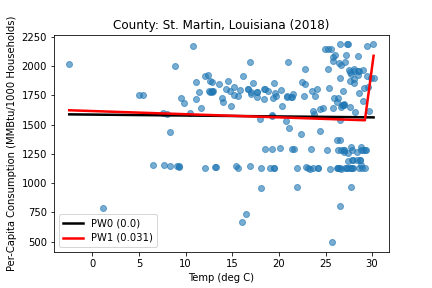 County: St. Martin, Louisiana (2018)
Per-Capita Consumption (MMBtu/1000 Households)
2250
2000
1750
1500
1250
1000
750
500
PW0 (0.0)
PW1 (0.031)
0 5 10 15 20 25 30
Temp (deg C)